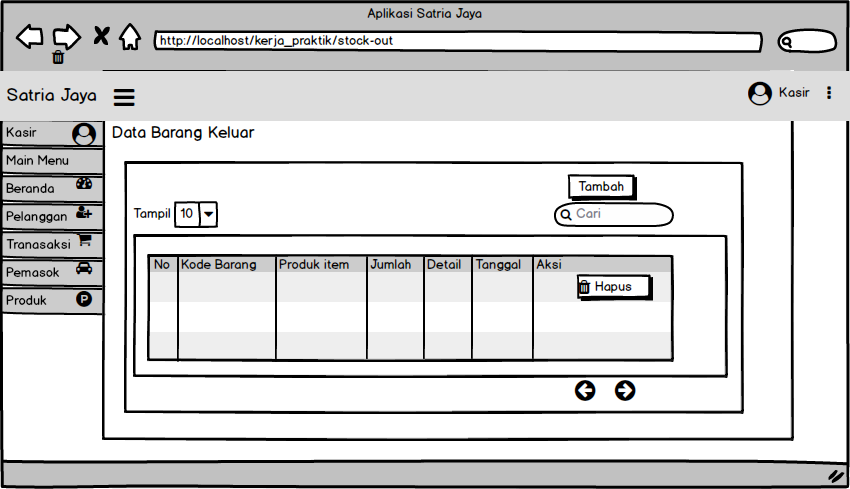 Aplikasi Satria Jaya
http://localhost/kerja_praktik/stock-out
Satria Jaya
Kasir
Kasir
Data Barang Keluar
Main Menu
Beranda
Pelanggan
Tranasaksi
Pemasok
Produk
P
Tambah
Tampil 10
Cari
No Kode Barang Produk item Jumlah Detail Tanggal Aksi
Hapus